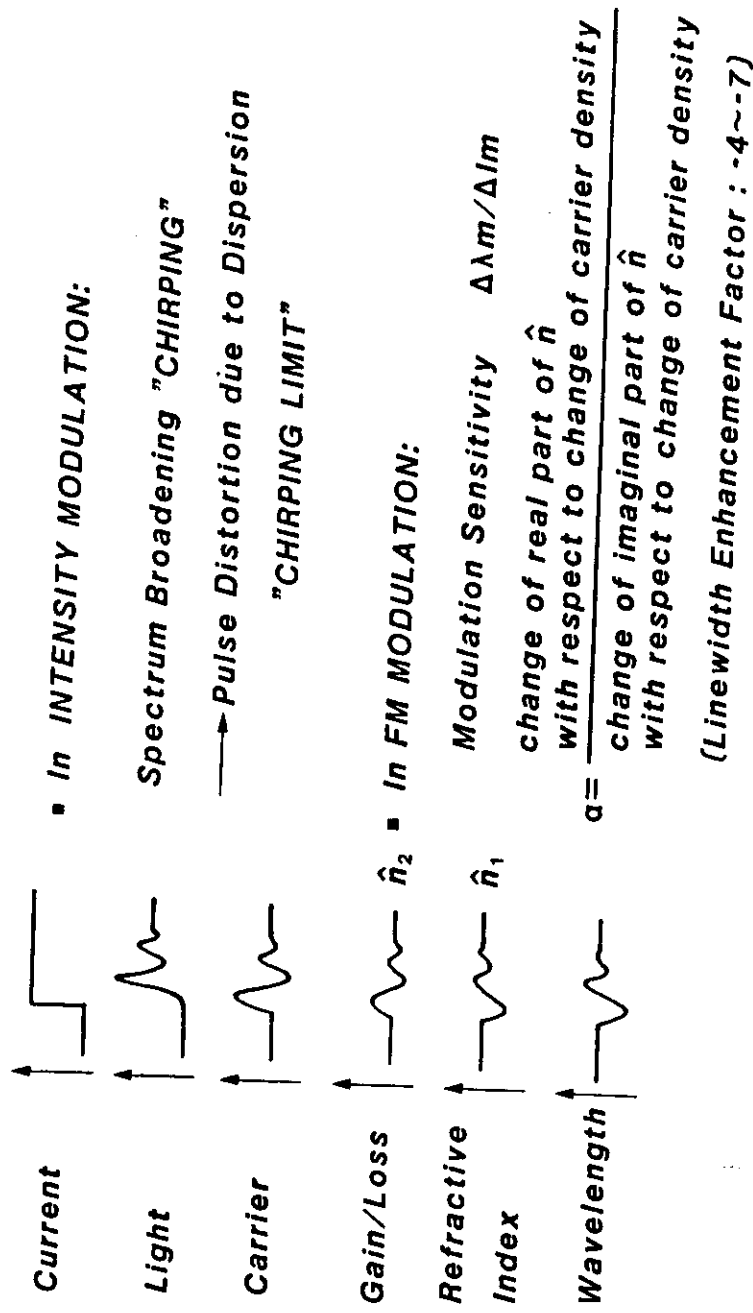 Current
Light
Carrier
Gain/Loss
Refractive
Index
Wavelength
n̂₂
n̂₁
▪ In INTENSITY MODULATION:
Spectrum Broadening "CHIRPING"
→ Pulse Distortion due to Dispersion
"CHIRPING LIMIT"
▪ In FM MODULATION:
Modulation Sensitivity Δλm/ΔIm
change of real part of n̂
with respect to change of carrier density
α=
change of imaginal part of n̂
with respect to change of carrier density
(Linewidth Enhancement Factor : -4~-7)